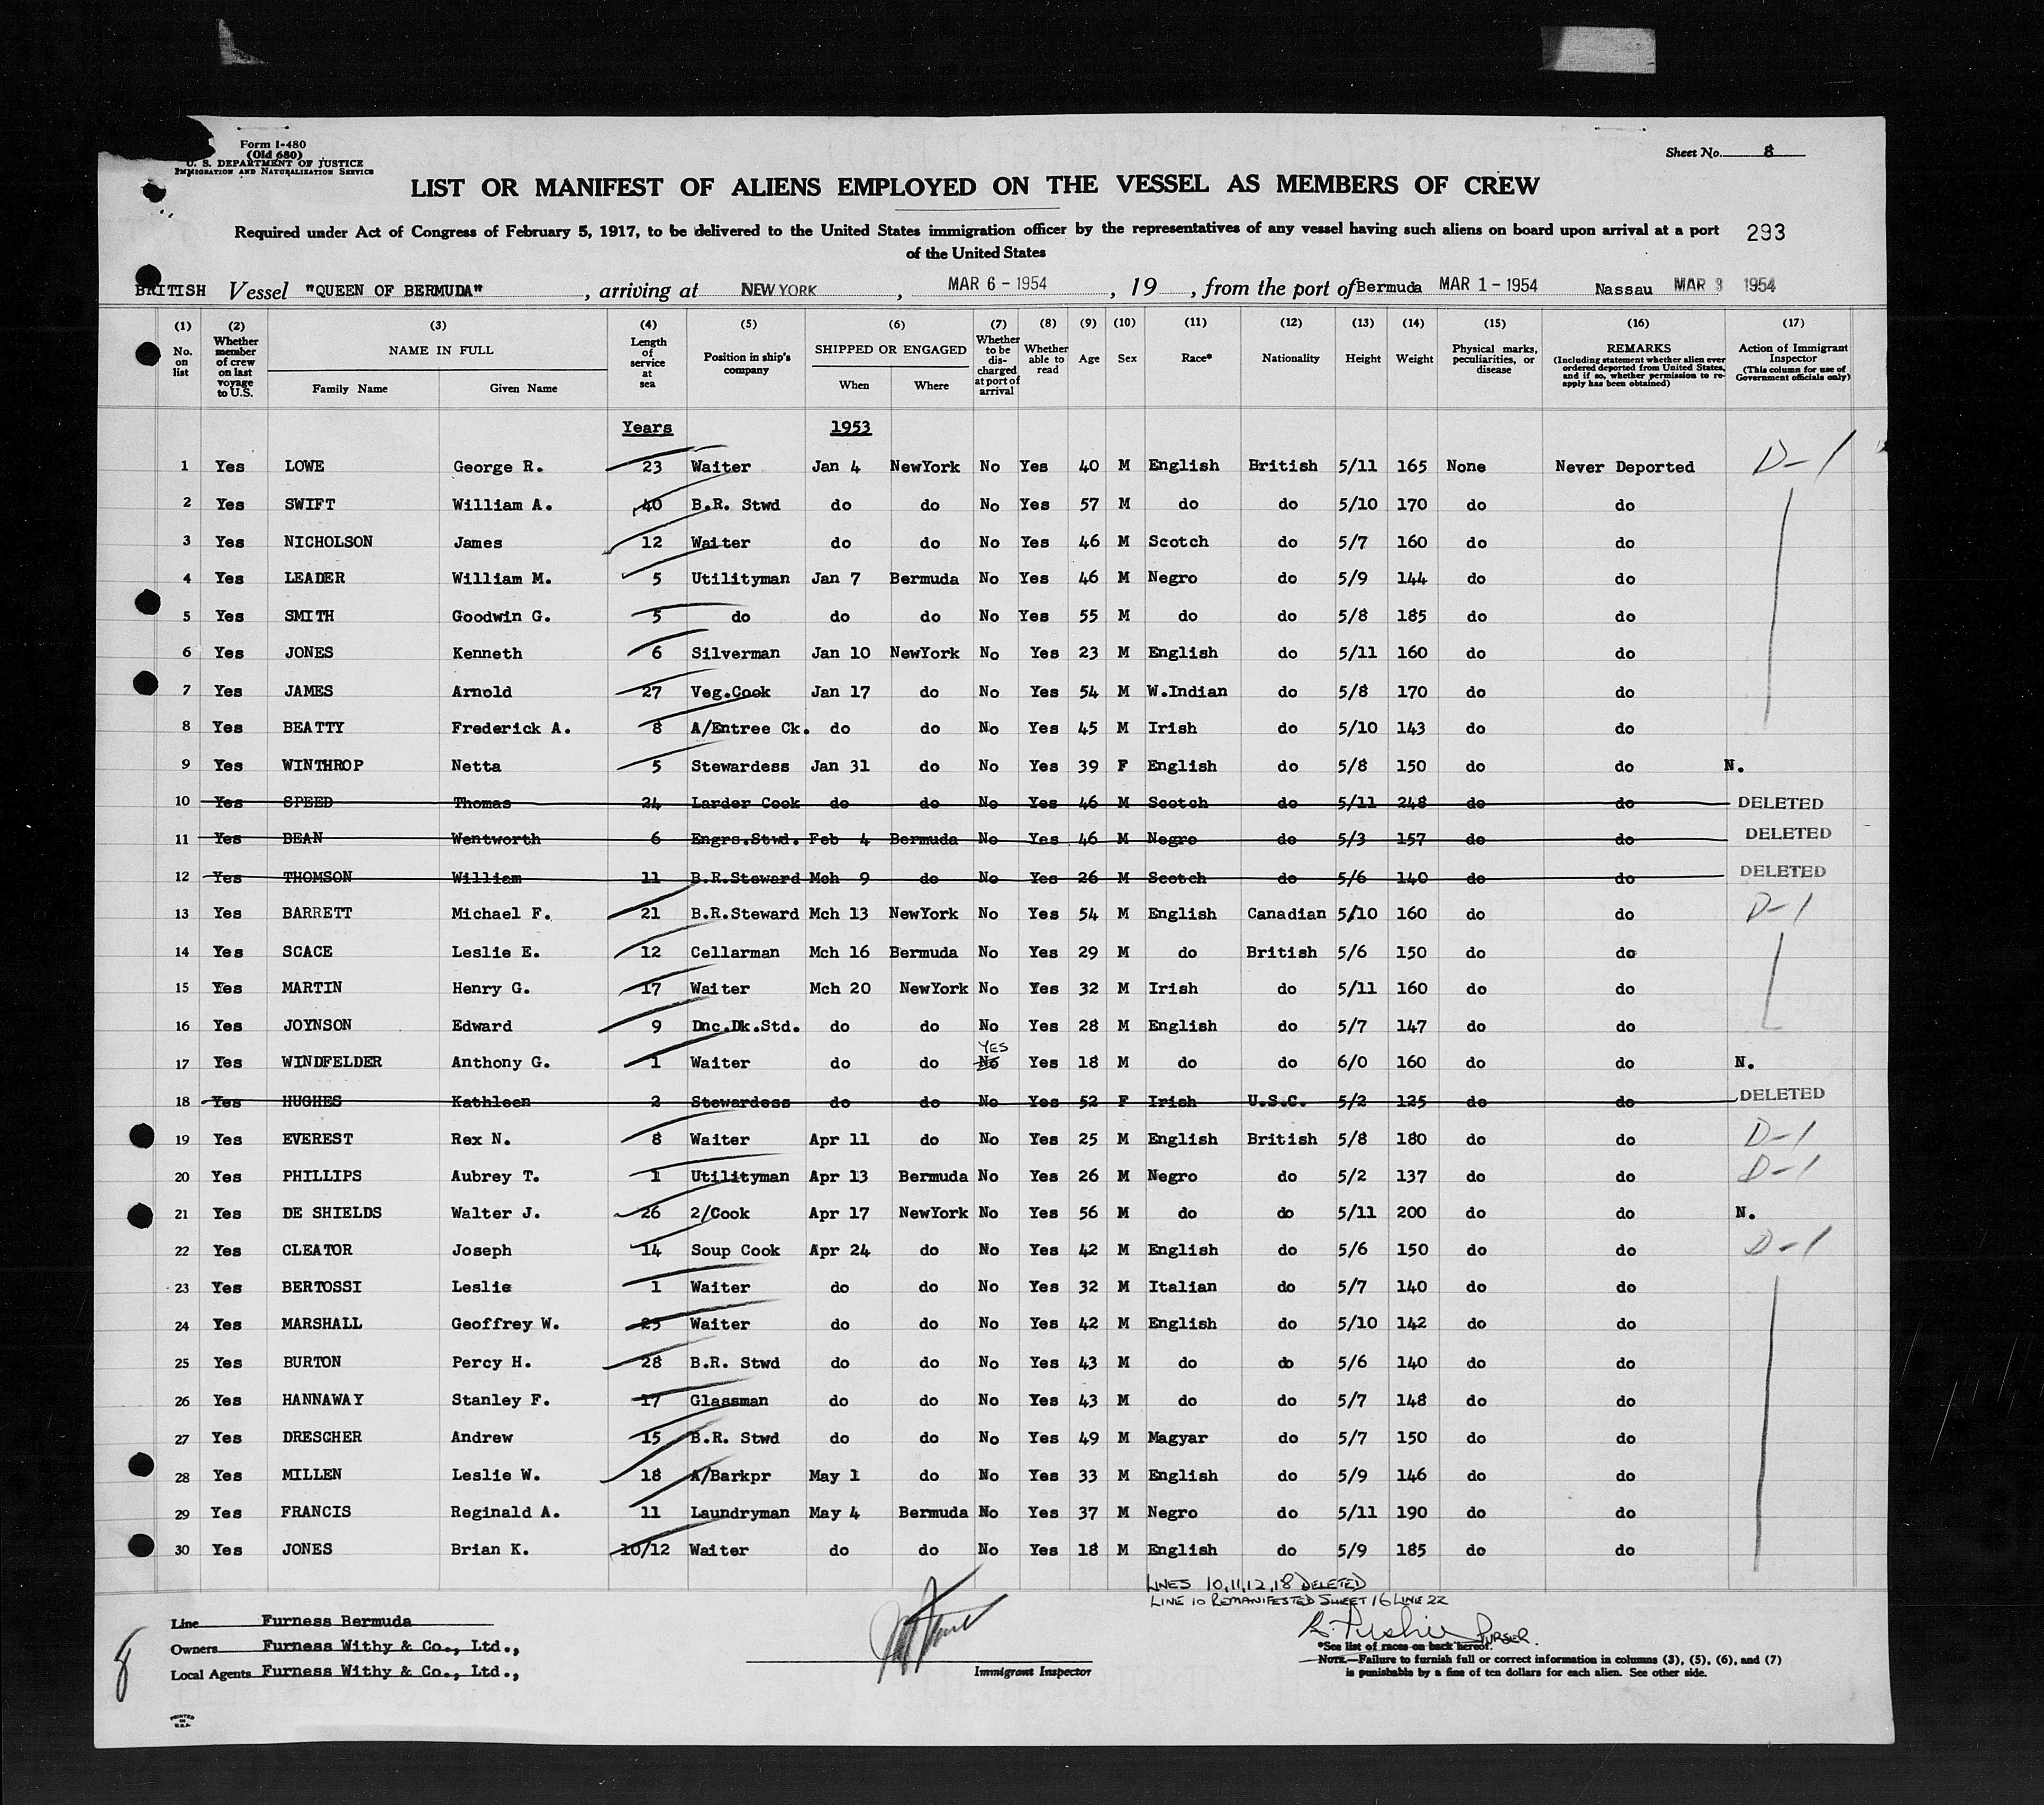 Form I-480
(Old 680)
U. S. DEPARTMENT OF JUSTICE
IMMIGRATION AND NATURALIZATION SERVICE
Sheet No. 8
LIST OR MANIFEST OF ALIENS EMPLOYED ON THE VESSEL AS MEMBERS OF CREW
Required under Act of Congress of February 5, 1917, to be delivered to the United States immigration officer by the representatives of any vessel having such aliens on board upon arrival at a port
of the United States
293
BRITISH Vessel "QUEEN OF BERMUDA", arriving at NEW YORK, MAR 6 - 1954, 19 , from the port of Bermuda MAR 1 - 1954 Nassau MAR 3 1954
(1) (2) (3) (4) (5) (6) (7) (8) (9) (10) (11) (12) (13) (14) (15) (16) (17)
No. on list
Whether member of crew on last voyage to U.S.
NAME IN FULL
Family Name Given Name
Length of service at sea
Position in ship's company
SHIPPED OR ENGAGED
When Where
Whether to be discharged at port of arrival
Whether able to read
Age
Sex
Race*
Nationality
Height
Weight
Physical marks, peculiarities, or disease
REMARKS
(Including statement whether alien ever ordered deported from United States, and if so, whether permission to reapply has been obtained)
Action of Immigrant Inspector
(This column for use of Government officials only)
Years 1953
1 Yes LOWE George R. 23 Waiter Jan 4 NewYork No Yes 40 M English British 5/11 165 None Never Deported D-1
2 Yes SWIFT William A. 40 B.R. Stwd do do No Yes 57 M do do 5/10 170 do do
3 Yes NICHOLSON James 12 Waiter do do No Yes 46 M Scotch do 5/7 160 do do
4 Yes LEADER William M. 5 Utilityman Jan 7 Bermuda No Yes 46 M Negro do 5/9 144 do do
5 Yes SMITH Goodwin G. 5 do do do No Yes 55 M do do 5/8 185 do do
6 Yes JONES Kenneth 6 Silverman Jan 10 NewYork No Yes 23 M English do 5/11 160 do do
7 Yes JAMES Arnold 27 Veg.Cook Jan 17 do No Yes 54 M W.Indian do 5/8 170 do do
8 Yes BEATTY Frederick A. 8 A/Entree Ck. do do No Yes 45 M Irish do 5/10 143 do do
9 Yes WINTHROP Netta 5 Stewardess Jan 31 do No Yes 39 F English do 5/8 150 do do N.
10 Yes SPEED Thomas 24 Larder Cook do do No Yes 46 M Scotch do 5/11 248 do do DELETED
11 Yes BEAN Wentworth 6 Engrs.Stwd. Feb 4 Bermuda No Yes 46 M Negro do 5/3 157 do do DELETED
12 Yes THOMSON William 11 B.R.Steward Mch 9 do No Yes 26 M Scotch do 5/6 140 do do DELETED
13 Yes BARRETT Michael F. 21 B.R.Steward Mch 13 NewYork No Yes 54 M English Canadian 5/10 160 do do D-1
14 Yes SCACE Leslie E. 12 Cellarman Mch 16 Bermuda No Yes 29 M do British 5/6 150 do do
15 Yes MARTIN Henry G. 17 Waiter Mch 20 NewYork No Yes 32 M Irish do 5/11 160 do do
16 Yes JOYNSON Edward 9 Dnc.Dk.Std. do do No Yes 28 M English do 5/7 147 do do
YES
17 Yes WINDFELDER Anthony G. 1 Waiter do do No Yes 18 M do do 6/0 160 do do N.
18 Yes HUGHES Kathleen 2 Stewardess do do No Yes 52 F Irish U.S.C. 5/2 125 do do DELETED
19 Yes EVEREST Rex N. 8 Waiter Apr 11 do No Yes 25 M English British 5/8 180 do do D-1
20 Yes PHILLIPS Aubrey T. 1 Utilityman Apr 13 Bermuda No Yes 26 M Negro do 5/2 137 do do D-1
21 Yes DE SHIELDS Walter J. 26 2/Cook Apr 17 NewYork No Yes 56 M do do 5/11 200 do do N.
22 Yes CLEATOR Joseph 14 Soup Cook Apr 24 do No Yes 42 M English do 5/6 150 do do D-1
23 Yes BERTOSSI Leslie 1 Waiter do do No Yes 32 M Italian do 5/7 140 do do
24 Yes MARSHALL Geoffrey W. 25 Waiter do do No Yes 42 M English do 5/10 142 do do
25 Yes BURTON Percy H. 28 B.R. Stwd do do No Yes 43 M do do 5/6 140 do do
26 Yes HANNAWAY Stanley F. 17 Glassman do do No Yes 43 M do do 5/7 148 do do
27 Yes DRESCHER Andrew 15 B.R. Stwd do do No Yes 49 M Magyar do 5/7 150 do do
28 Yes MILLEN Leslie W. 18 A/Barkpr May 1 do No Yes 33 M English do 5/9 146 do do
29 Yes FRANCIS Reginald A. 11 Laundryman May 4 Bermuda No Yes 37 M Negro do 5/11 190 do do
30 Yes JONES Brian K. 10/12 Waiter do do No Yes 18 M English do 5/9 185 do do
LINES 10,11,12,18 DELETED
LINE 10 REMANIFESTED SHEET 16 LINE 22
PURSER.
Line Furness Bermuda
Owners Furness Withy & Co., Ltd.,
Local Agents Furness Withy & Co., Ltd.,
8
Immigrant Inspector
*See list of races on back hereof.
NOTE.—Failure to furnish full or correct information in columns (3), (5), (6), and (7)
is punishable by a fine of ten dollars for each alien. See other side.
PRINTED IN U.S.A.